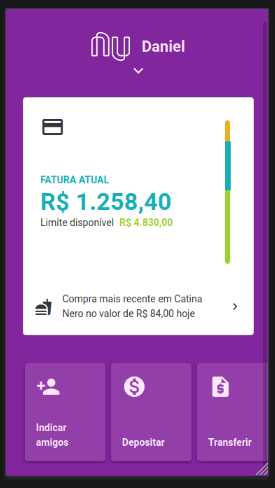 nu Daniel
FATURA ATUAL
R$ 1.258,40
Limite disponível R$ 4.830,00
Compra mais recente em Catina
Nero no valor de R$ 84,00 hoje
Indicar
amigos
Depositar
Transferir